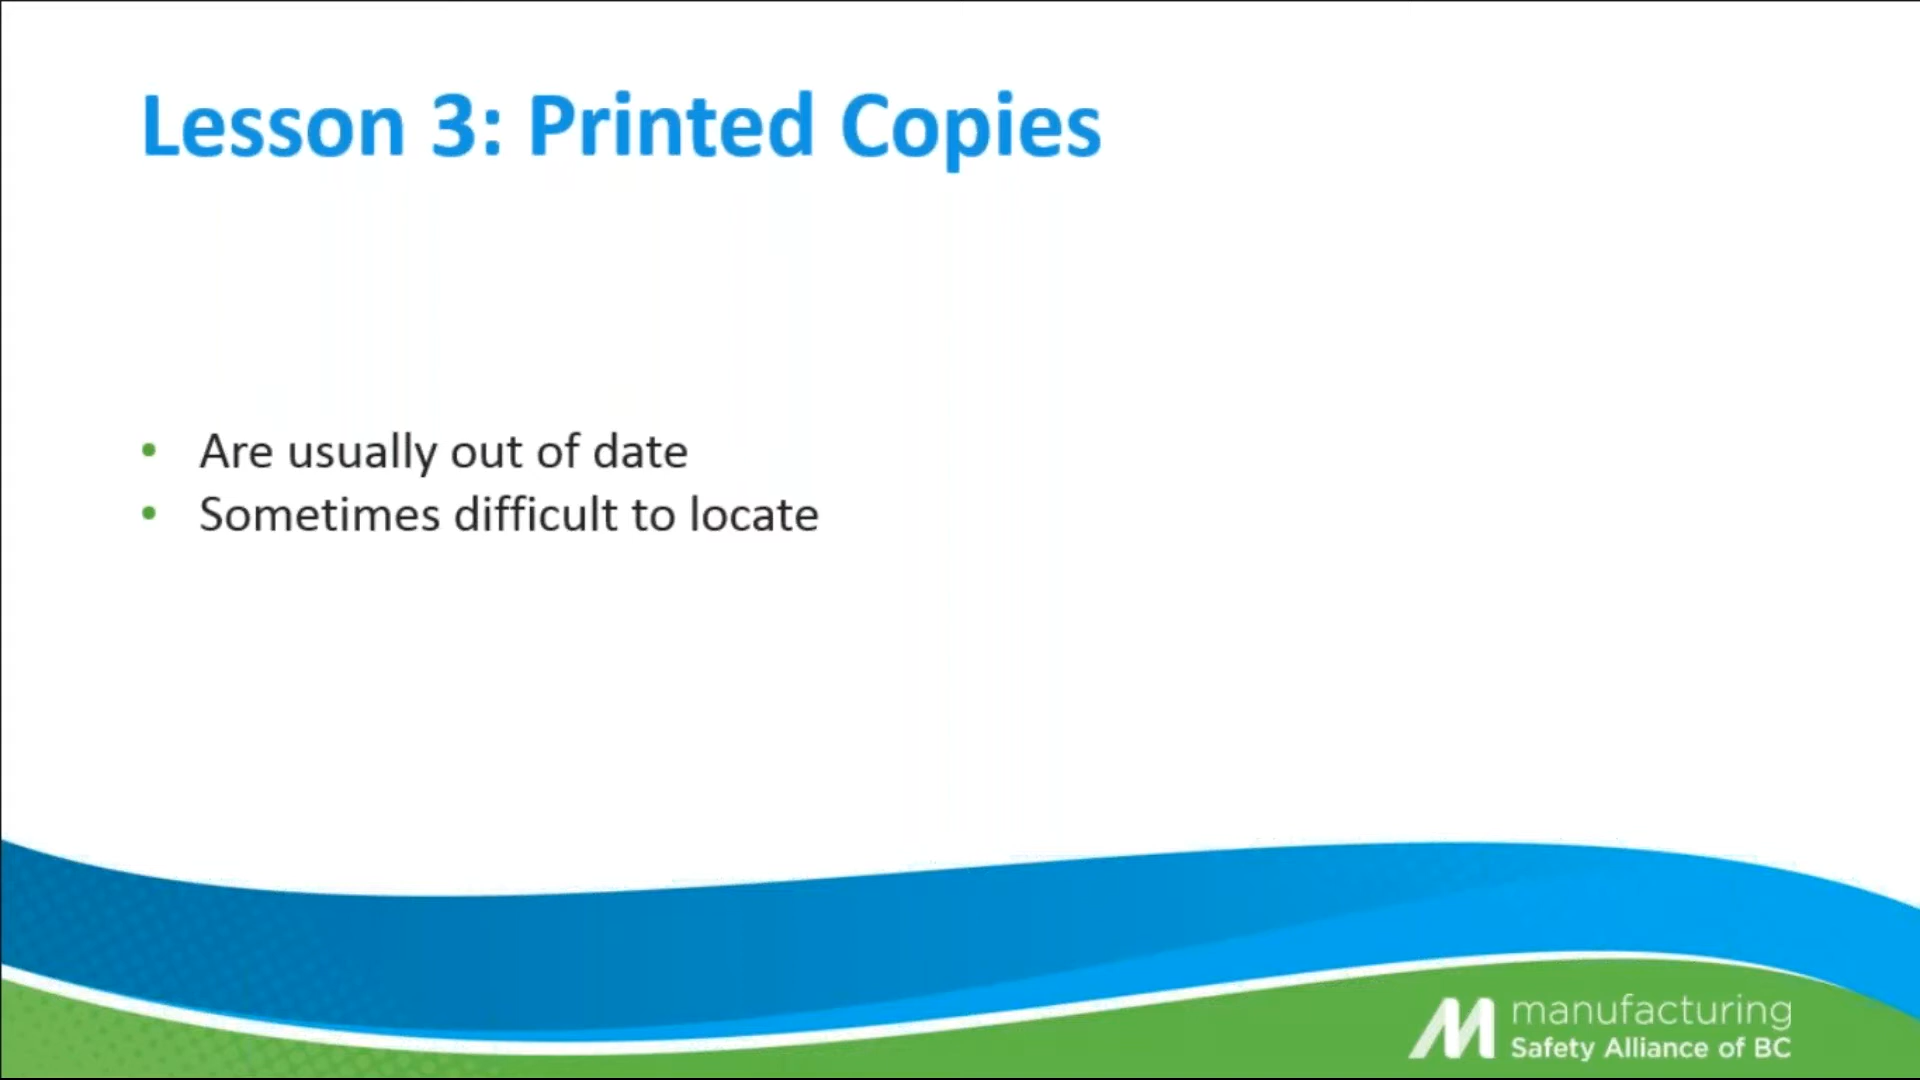 Lesson 3: Printed Copies
• Are usually out of date
• Sometimes difficult to locate
manufacturing
Safety Alliance of BC